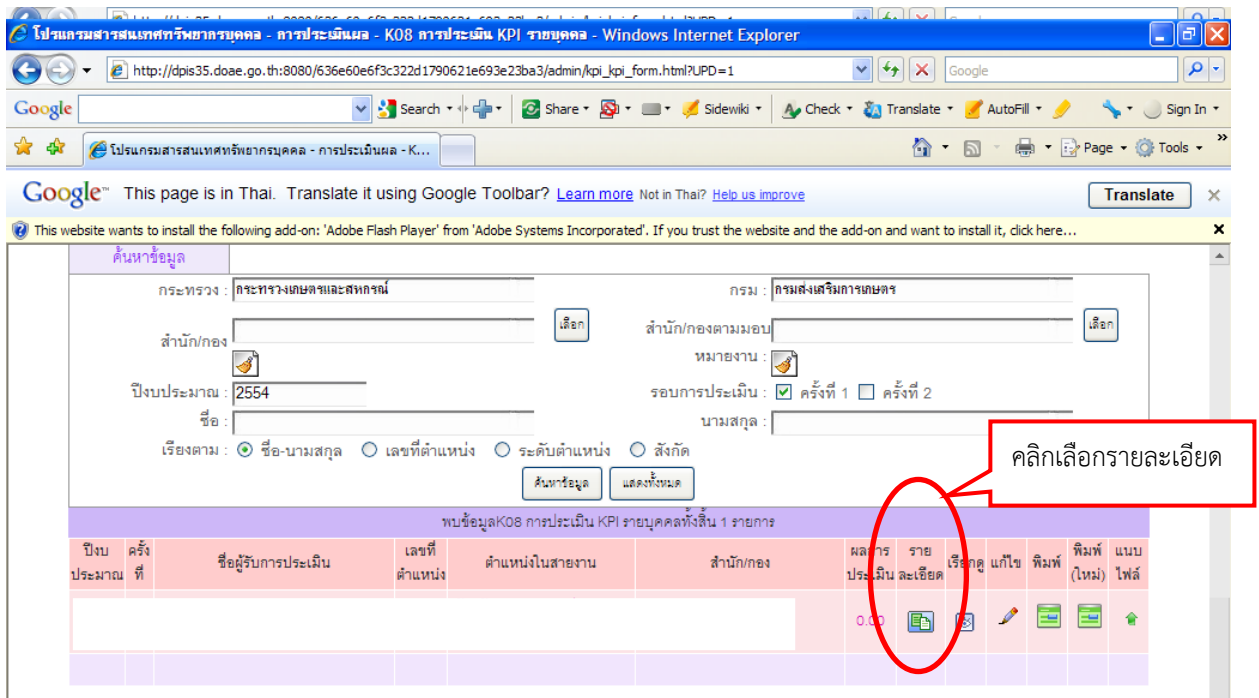 โปรแกรมสารสนเทศทรัพยากรบุคคล - การประเมินผล - K08 การประเมิน KPI รายบุคคล - Windows Internet Explorer
http://dpis35.doae.go.th:8080/636e60e6f3c322d1790621e693e23ba3/admin/kpi_kpi_form.html?UPD=1
Google
Google Search Share Sidewiki Check Translate AutoFill Sign In
โปรแกรมสารสนเทศทรัพยากรบุคคล - การประเมินผล - K... Page Tools
Google This page is in Thai. Translate it using Google Toolbar? Learn more Not in Thai? Help us improve Translate
This website wants to install the following add-on: 'Adobe Flash Player' from 'Adobe Systems Incorporated'. If you trust the website and the add-on and want to install it, click here...
ค้นหาข้อมูล
กระทรวง : กระทรวงเกษตรและสหกรณ์ กรม : กรมส่งเสริมการเกษตร
สำนัก/กอง เลือก สำนัก/กองตามมอบ เลือก
หมายงาน :
ปีงบประมาณ : 2554 รอบการประเมิน : ครั้งที่ 1 ครั้งที่ 2
ชื่อ : นามสกุล :
เรียงตาม : ชื่อ-นามสกุล เลขที่ตำแหน่ง ระดับตำแหน่ง สังกัด
คลิกเลือกรายละเอียด
ค้นหาข้อมูล แสดงทั้งหมด
พบข้อมูลK08 การประเมิน KPI รายบุคคลทั้งสิ้น 1 รายการ
ปีงบ ครั้ง ชื่อผู้รับการประเมิน เลขที่ ตำแหน่งในสายงาน สำนัก/กอง ผลการ ราย เรียกดู แก้ไข พิมพ์ พิมพ์ แนบ
ประมาณ ที่ ตำแหน่ง ประเมิน ละเอียด (ใหม่) ไฟล์
0.00